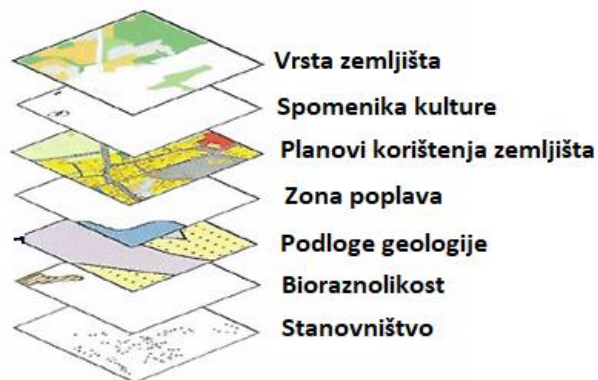 Vrsta zemljišta
Spomenika kulture
Planovi korištenja zemljišta
Zona poplava
Podloge geologije
Bioraznolikost
Stanovništvo